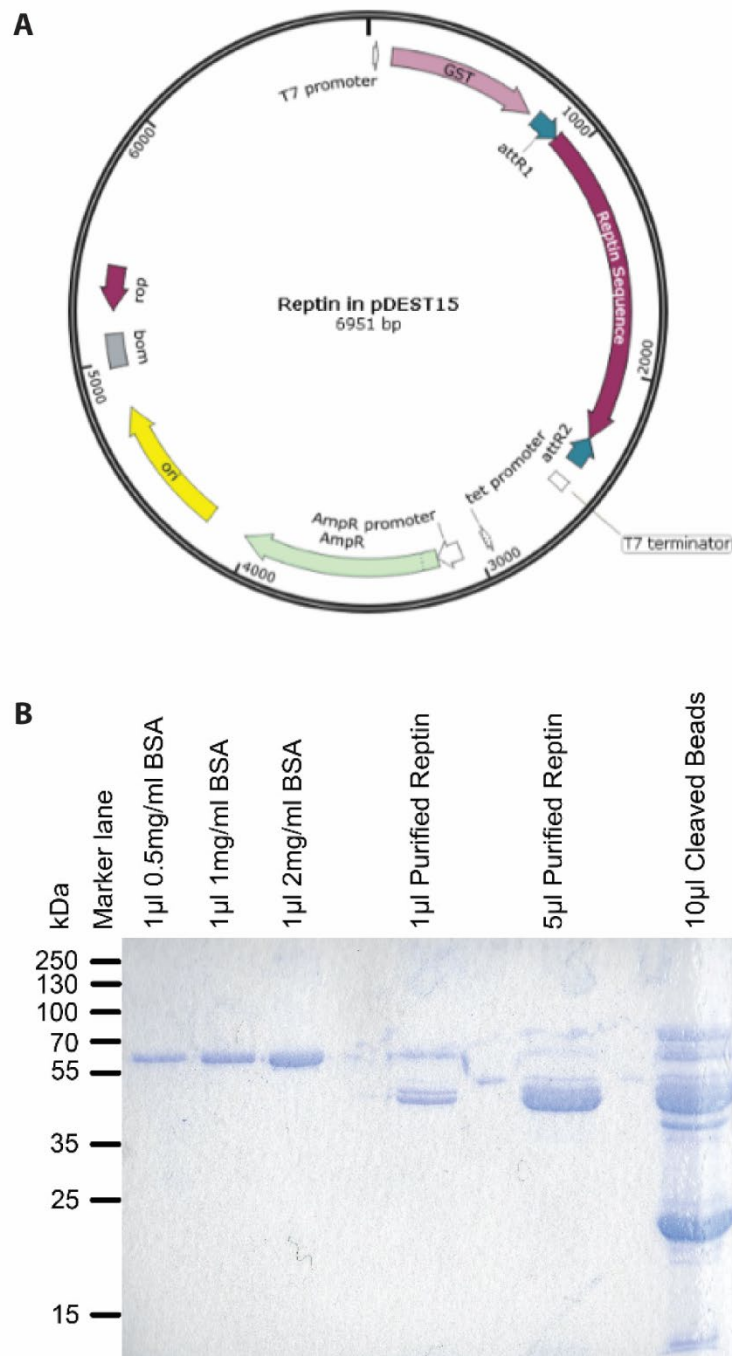 A
T7 promoter
GST
attR1
1000
Reptin Sequence
2000
attR2
T7 terminator
tet promoter
3000
AmpR promoter
AmpR
4000
ori
5000
bom
rop
6000
Reptin in pDEST15
6951 bp
B
kDa
Marker lane
1µl 0.5mg/ml BSA
1µl 1mg/ml BSA
1µl 2mg/ml BSA
1µl Purified Reptin
5µl Purified Reptin
10µl Cleaved Beads
250
130
100
70
55
35
25
15